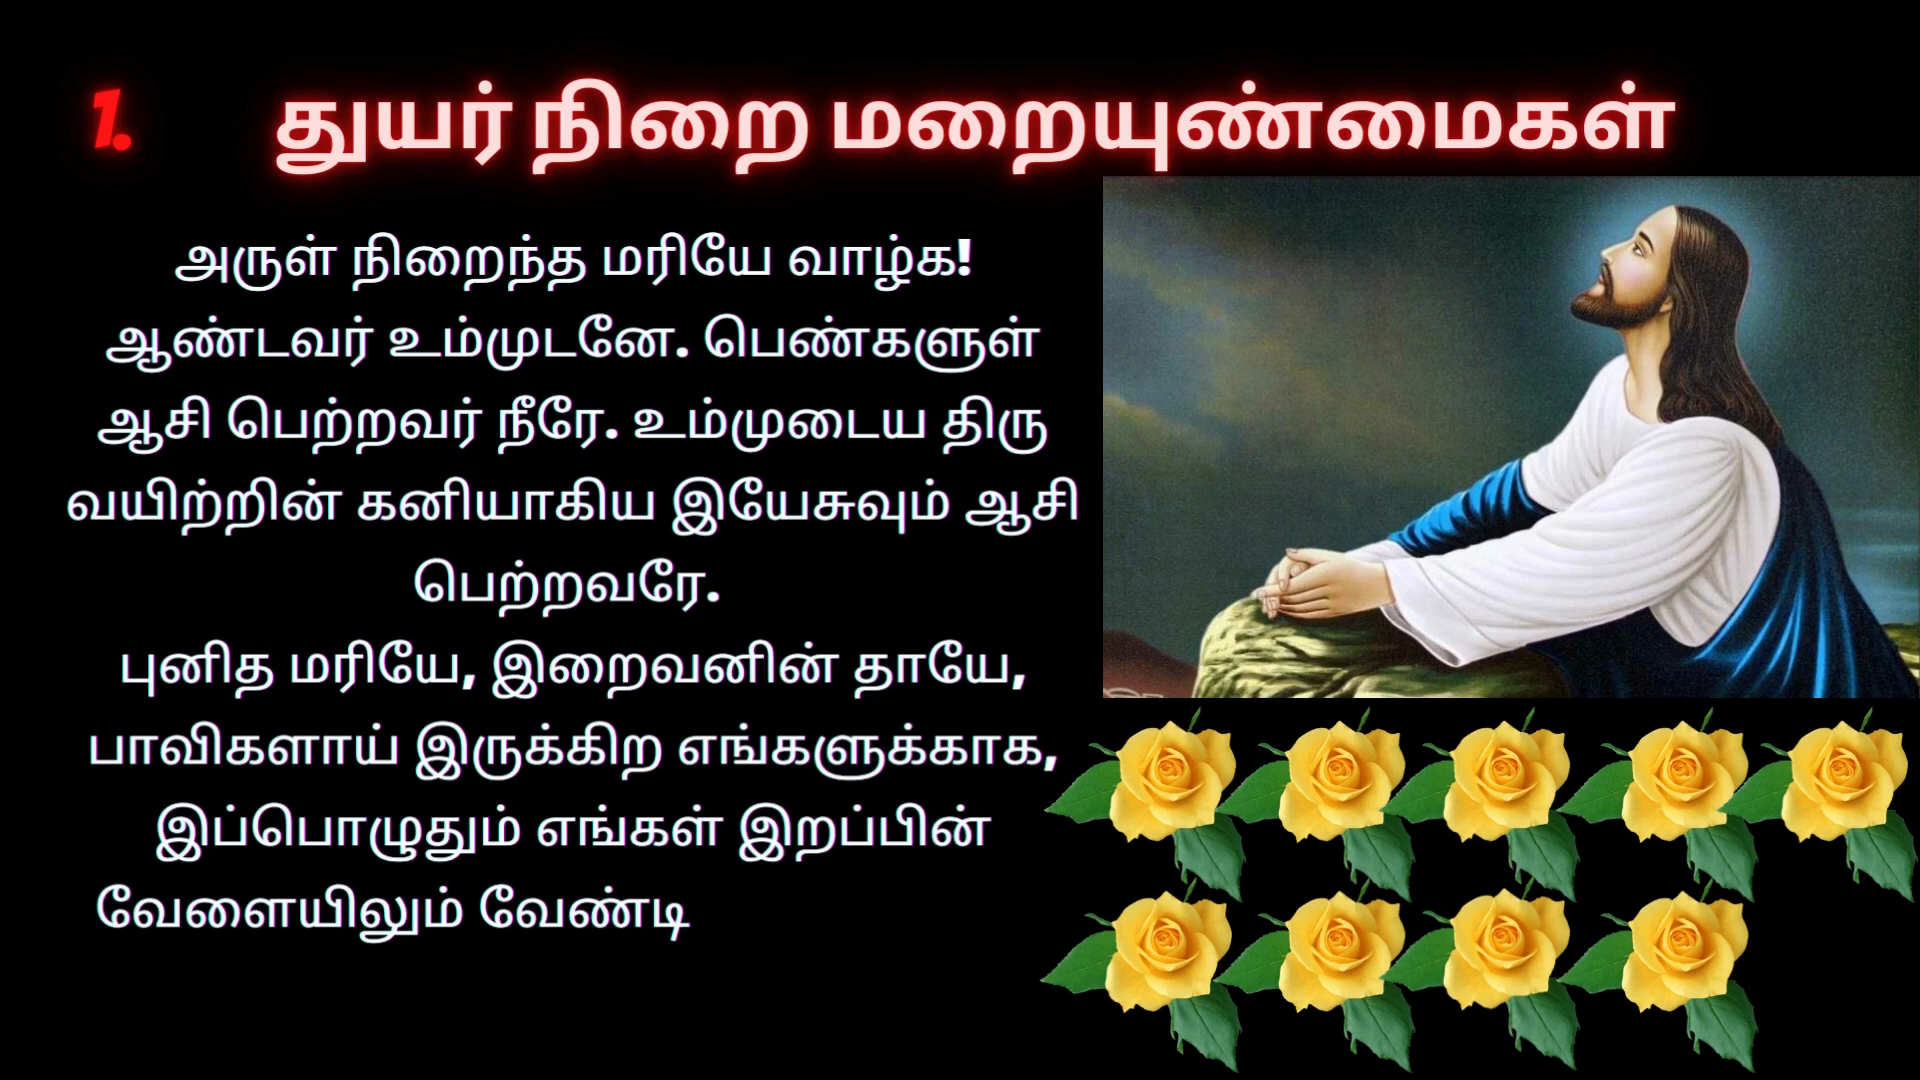 1. துயர் நிறை மறையுண்மைகள்
அருள் நிறைந்த மரியே வாழ்க!
ஆண்டவர் உம்முடனே. பெண்களுள்
ஆசி பெற்றவர் நீரே. உம்முடைய திரு
வயிற்றின் கனியாகிய இயேசுவும் ஆசி
பெற்றவரே.
புனித மரியே, இறைவனின் தாயே,
பாவிகளாய் இருக்கிற எங்களுக்காக,
இப்பொழுதும் எங்கள் இறப்பின்
வேளையிலும் வேண்டி